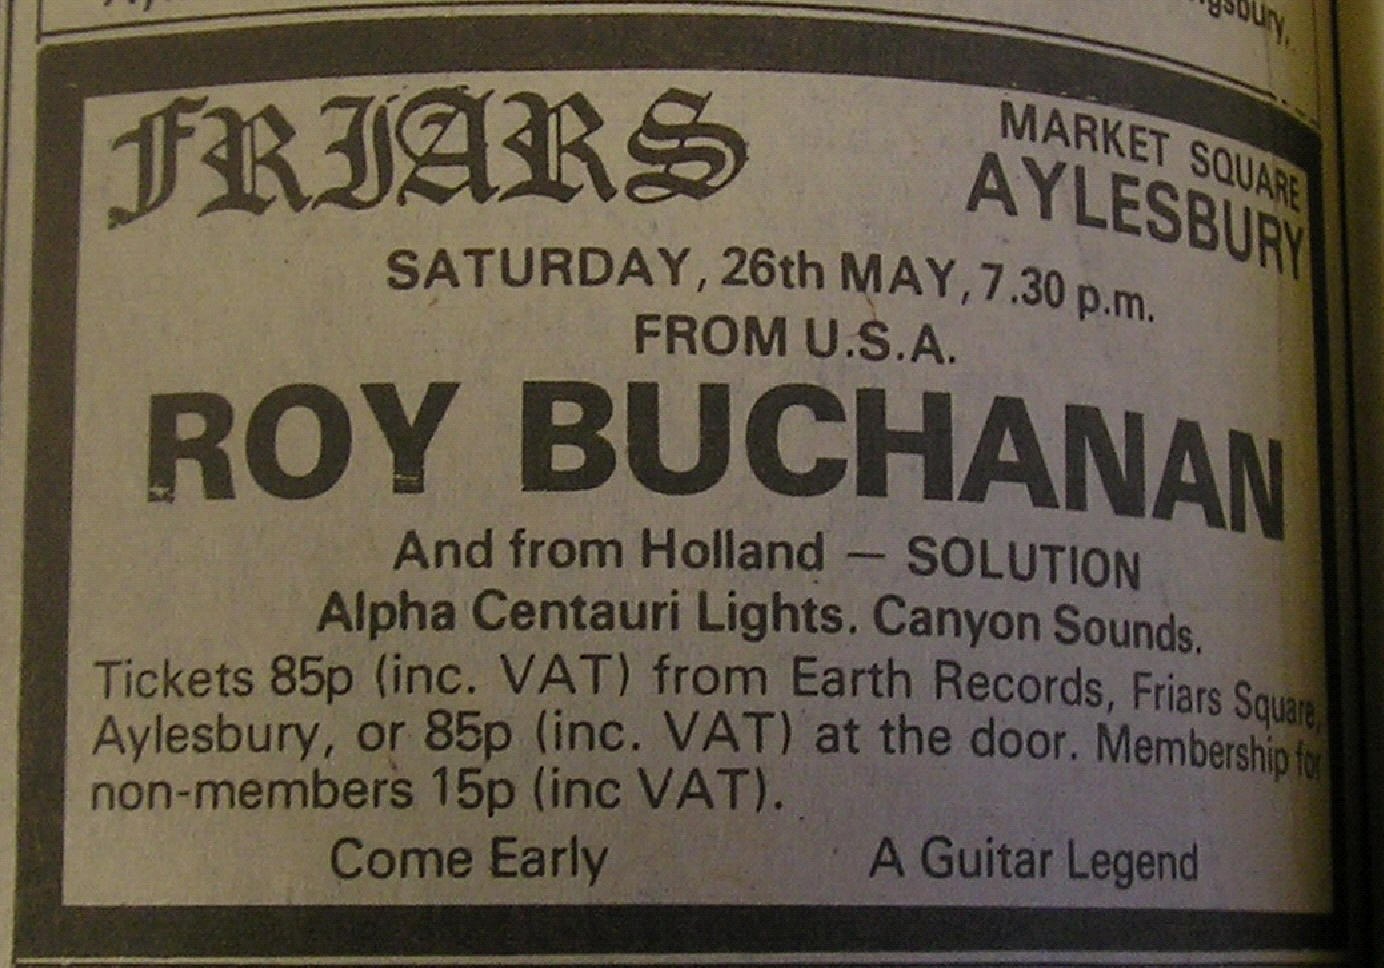 gsbury.
FRIARS
MARKET SQUARE
AYLESBURY
SATURDAY, 26th MAY, 7.30 p.m.
FROM U.S.A.
ROY BUCHANAN
And from Holland — SOLUTION
Alpha Centauri Lights. Canyon Sounds.
Tickets 85p (inc. VAT) from Earth Records, Friars Square,
Aylesbury, or 85p (inc. VAT) at the door. Membership for
non-members 15p (inc VAT).
Come Early A Guitar Legend